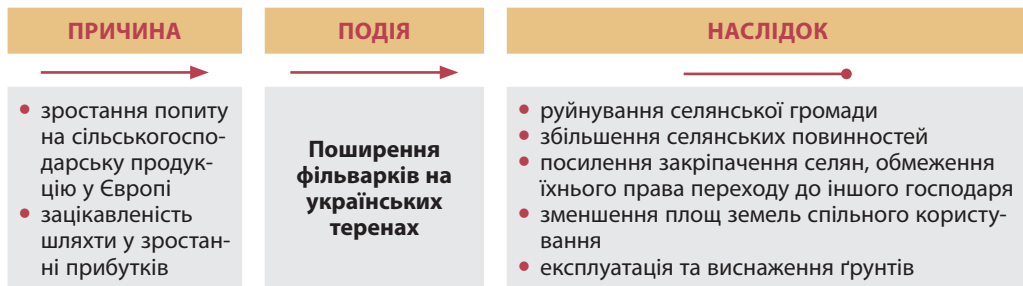 ПРИЧИНА
зростання попиту
на сільськогоспо-
дарську продук-
цію у Європі
зацікавленість
шляхти у зростан-
ні прибутків
ПОДІЯ
Поширення
фільварків на
українських
теренах
НАСЛІДОК
руйнування селянської громади
збільшення селянських повинностей
посилення закріпачення селян, обмеження
їхнього права переходу до іншого господаря
зменшення площ земель спільного користу-
вання
експлуатація та виснаження ґрунтів